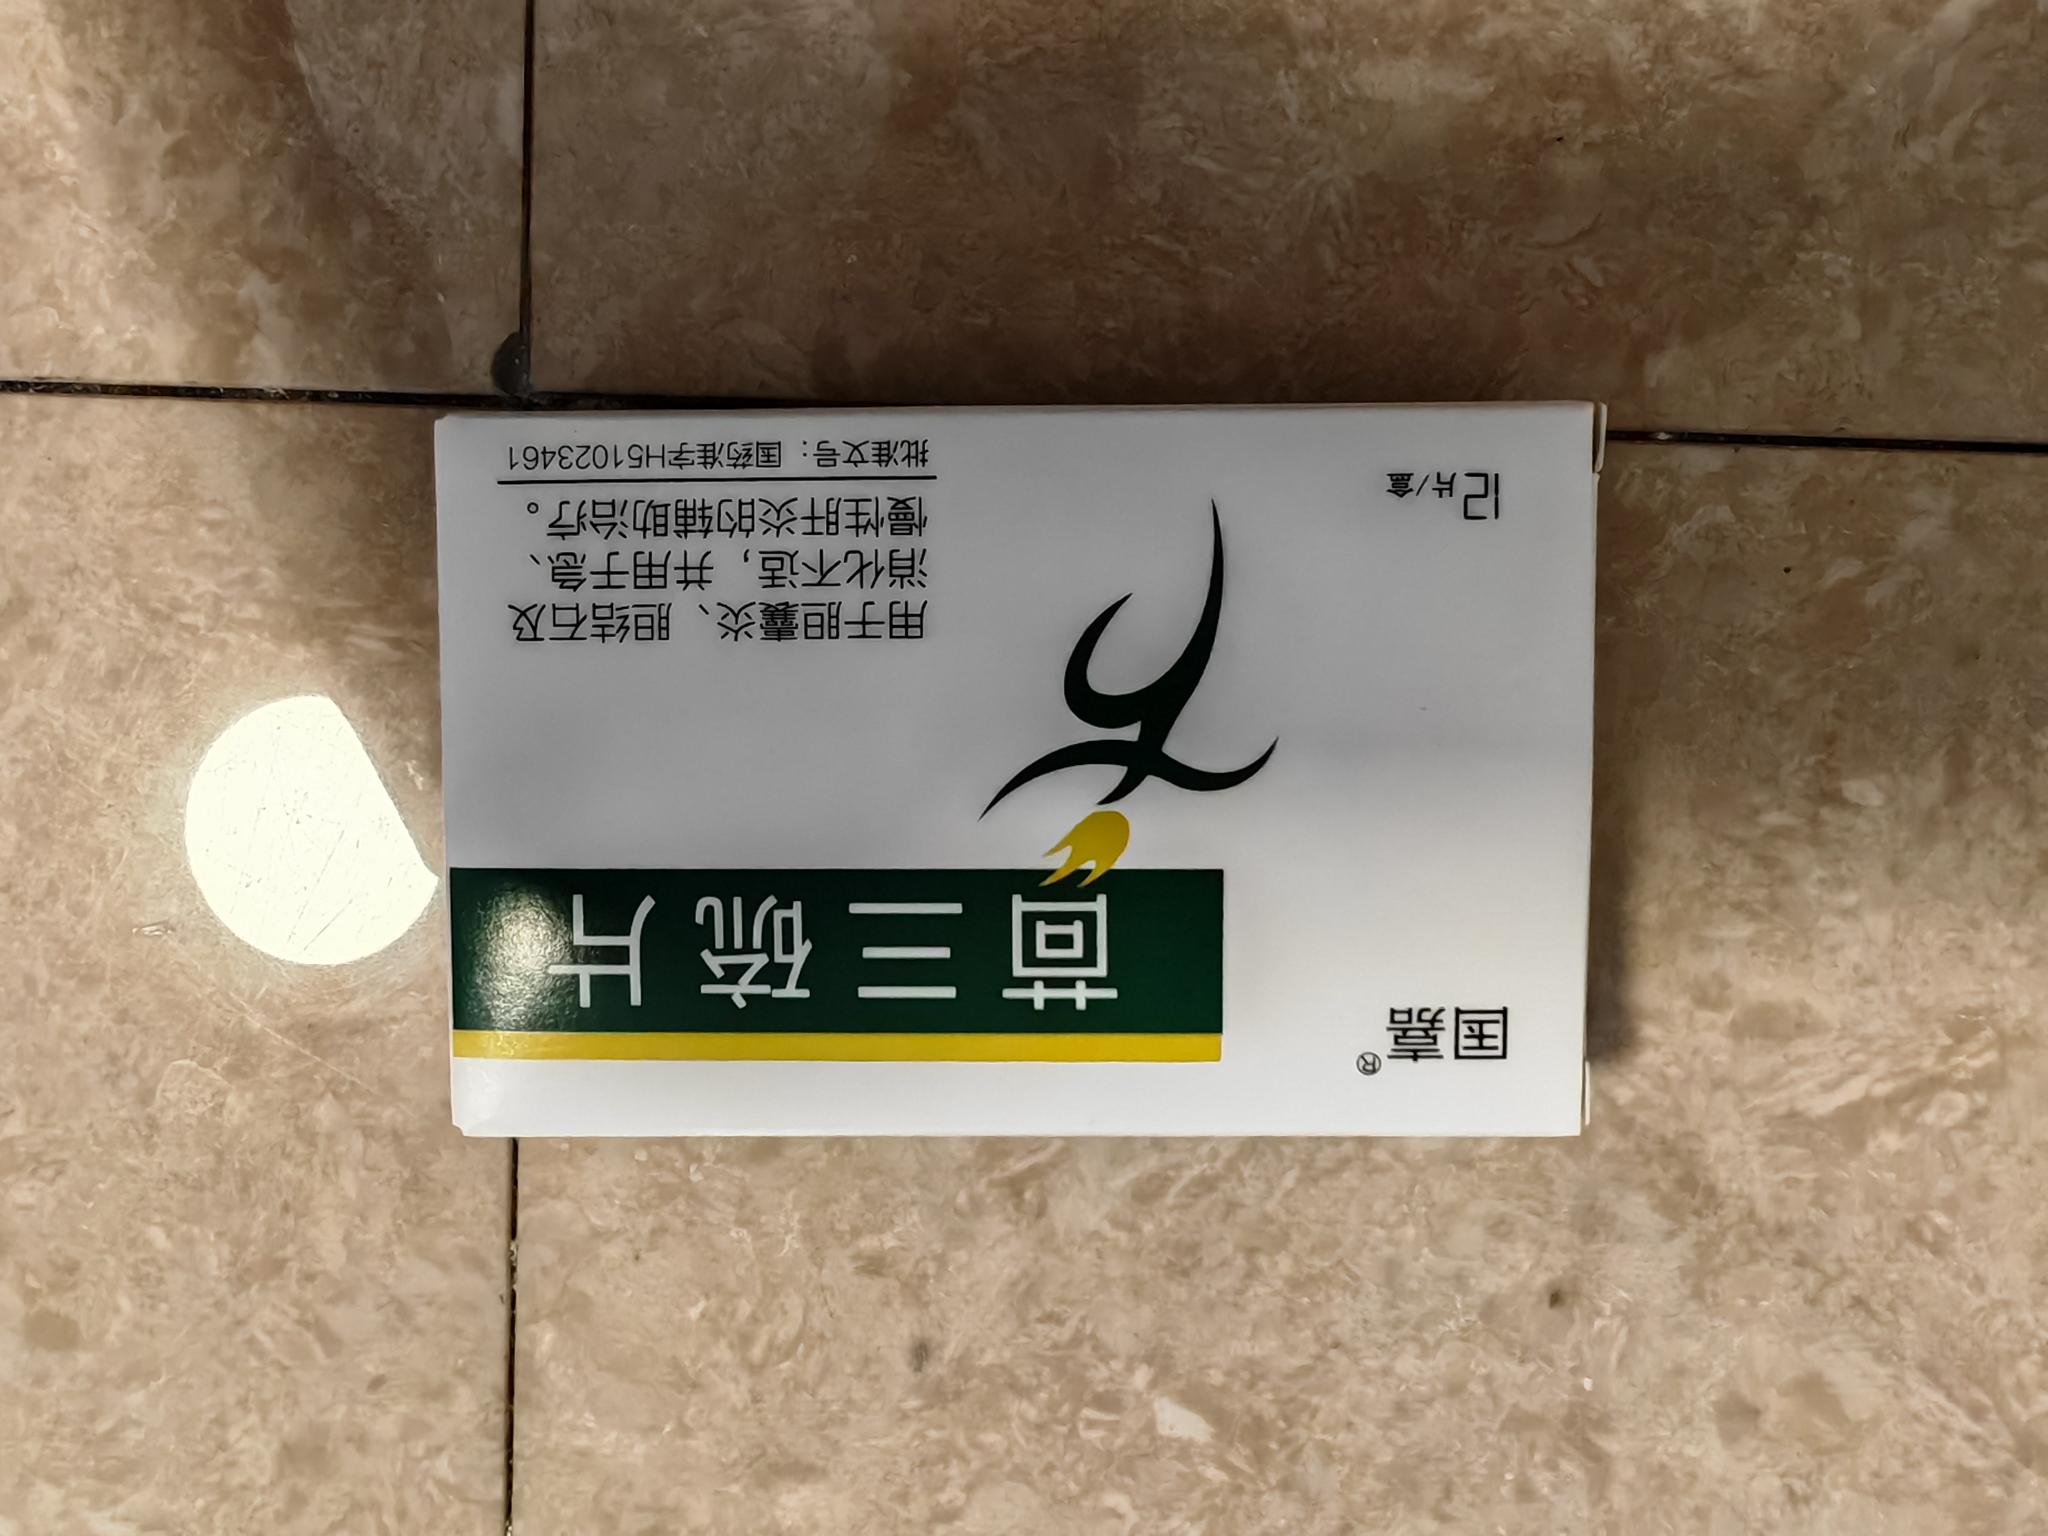 国嘉®
12片/盒
茴三硫片
用于胆囊炎、胆结石及
消化不适，并用于急、
慢性肝炎的辅助治疗。
批准文号：国药准字H51023461